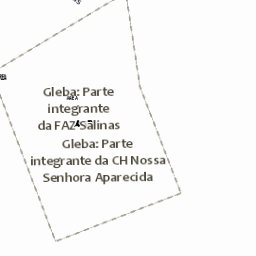 Gleba: Parte
integrante
da FAZ Salinas
Gleba: Parte
integrante da CH Nossa
Senhora Aparecida